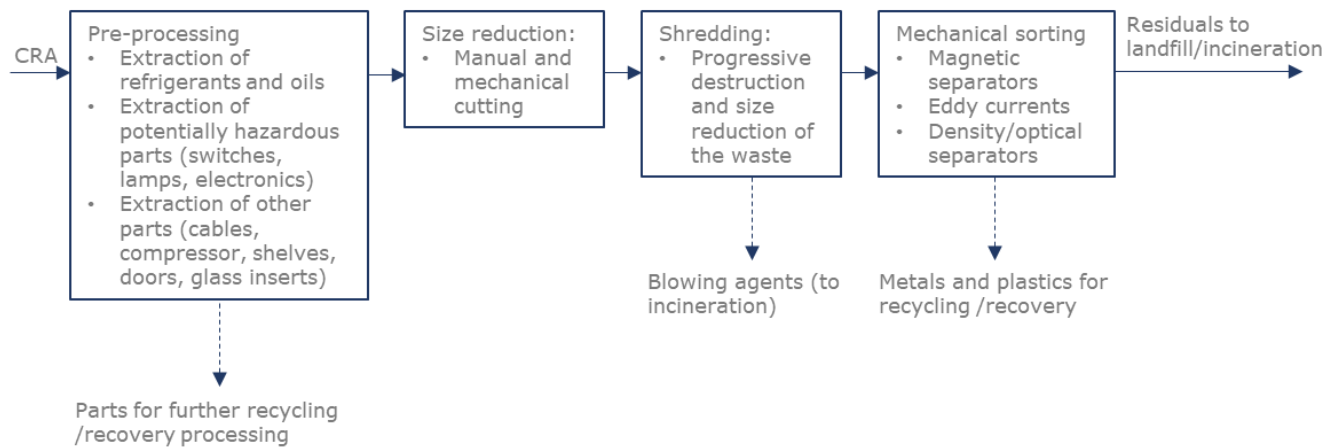 CRA
Pre-processing
• Extraction of
refrigerants and oils
• Extraction of
potentially hazardous
parts (switches,
lamps, electronics)
• Extraction of other
parts (cables,
compressor, shelves,
doors, glass inserts)
Parts for further recycling
/recovery processing
Size reduction:
• Manual and
mechanical
cutting
Shredding:
• Progressive
destruction
and size
reduction of
the waste
Blowing agents (to
incineration)
Mechanical sorting
• Magnetic
separators
• Eddy currents
• Density/optical
separators
Metals and plastics for
recycling /recovery
Residuals to
landfill/incineration